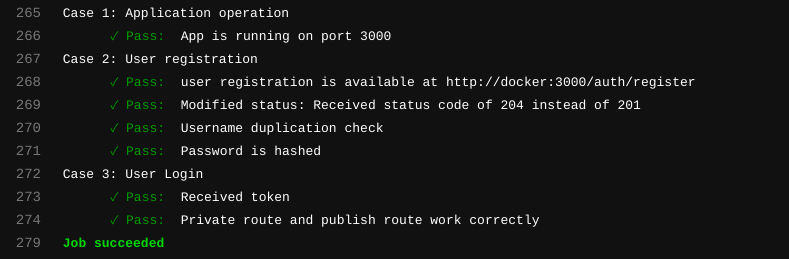 265 Case 1: Application operation
266 ✓ Pass: App is running on port 3000
267 Case 2: User registration
268 ✓ Pass: user registration is available at http://docker:3000/auth/register
269 ✓ Pass: Modified status: Received status code of 204 instead of 201
270 ✓ Pass: Username duplication check
271 ✓ Pass: Password is hashed
272 Case 3: User Login
273 ✓ Pass: Received token
274 ✓ Pass: Private route and publish route work correctly
279 Job succeeded